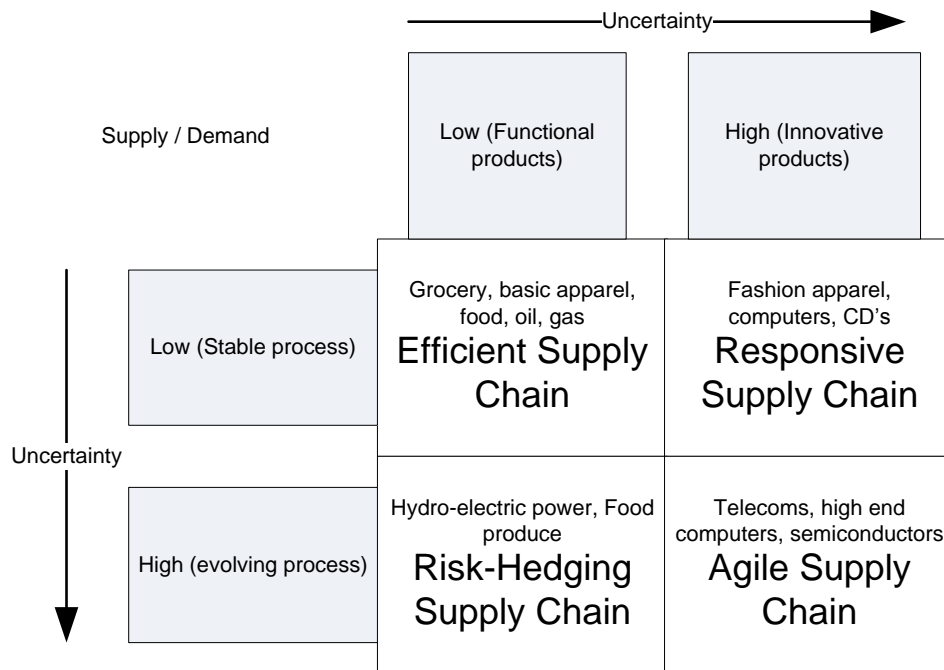 Uncertainty
Supply / Demand
Low (Functional
products)
High (Innovative
products)
Low (Stable process)
Grocery, basic apparel,
food, oil, gas
Efficient Supply
Chain
Fashion apparel,
computers, CD's
Responsive
Supply Chain
Uncertainty
High (evolving process)
Hydro-electric power, Food
produce
Risk-Hedging
Supply Chain
Telecoms, high end
computers, semiconductors
Agile Supply
Chain